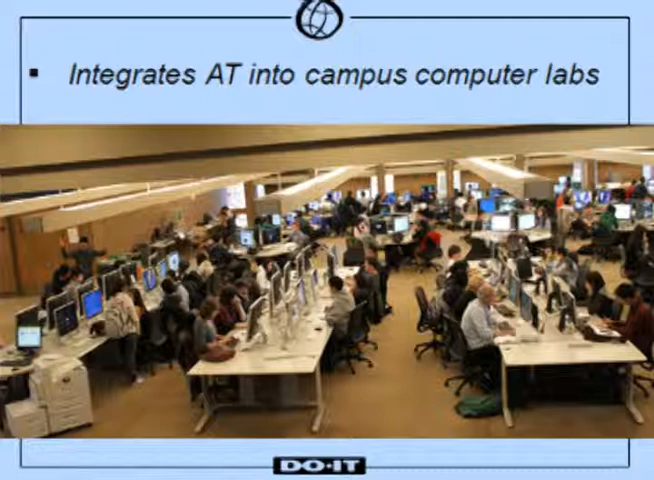 ▪ Integrates AT into campus computer labs
DO·IT